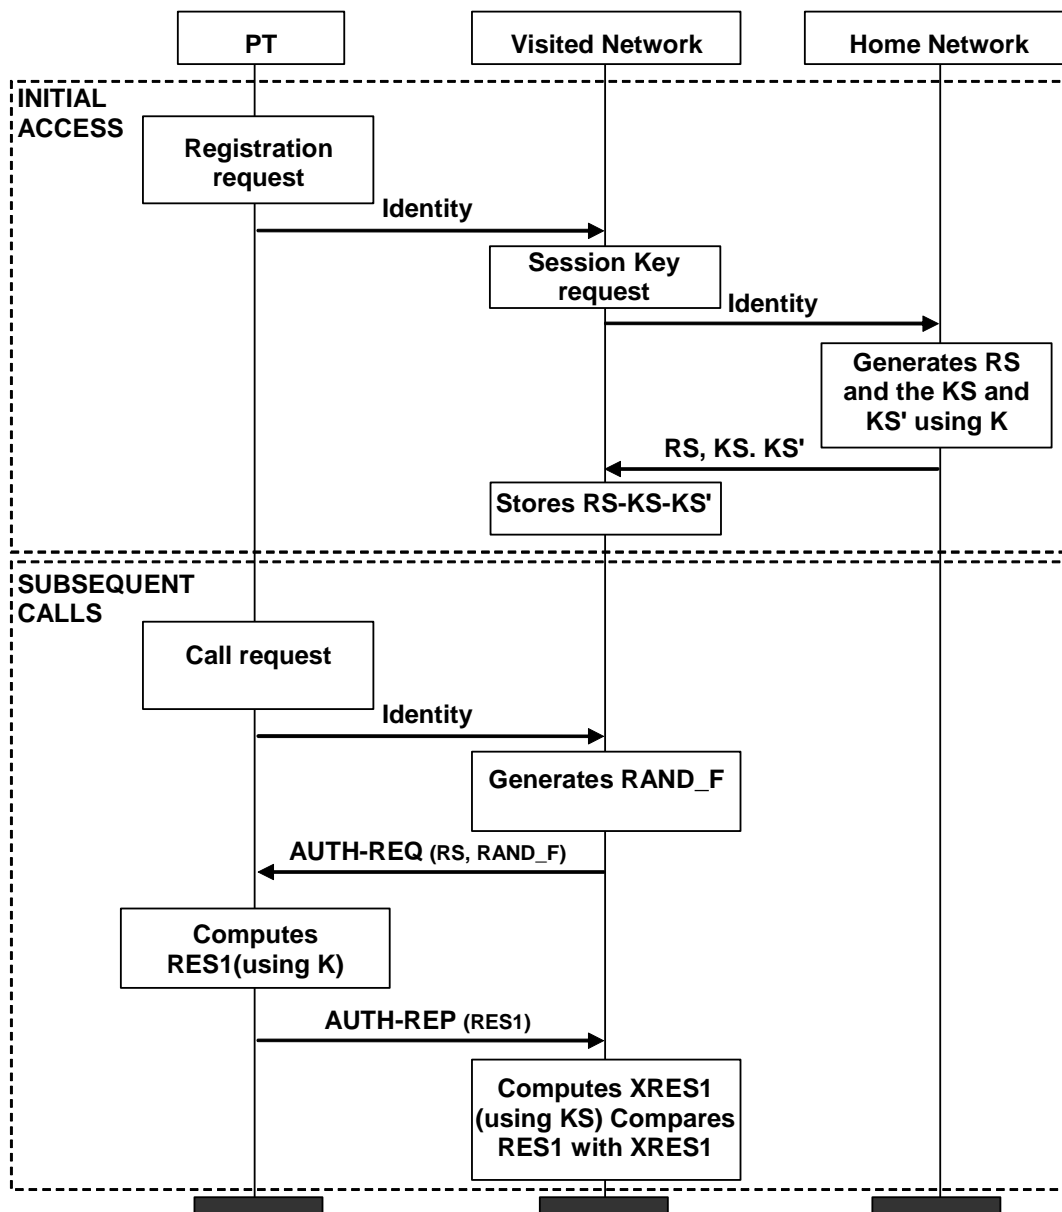 PT
Visited Network
Home Network
INITIAL
ACCESS
Registration
request
Identity
Session Key
request
Identity
Generates RS
and the KS and
KS' using K
RS, KS. KS'
Stores RS-KS-KS'
SUBSEQUENT
CALLS
Call request
Identity
Generates RAND_F
AUTH-REQ (RS, RAND_F)
Computes
RES1(using K)
AUTH-REP (RES1)
Computes XRES1
(using KS) Compares
RES1 with XRES1